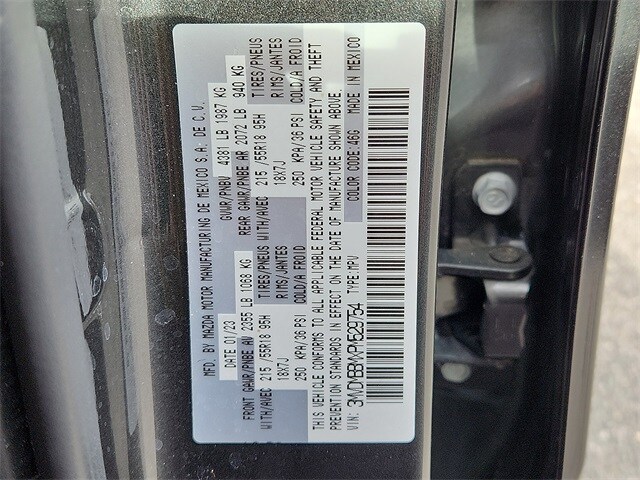 MFD) BY MAZDA MOTOR MANUFACTURING DE MEXICO S.A. DE C.V.
DATE 01/23 GVWR/PNBV 4381 LB 1987 KG
FRONT GAWR/PNBE AV 2355 LB 1068 KG REAR GAWR/PNBE AR 2072 LB 940 KG
WITH/AVEC 215 /55R18 95H TIRES/PNEUS WITH/AVEC 215 /55R18 95H TIRES/PNEUS
18X7J RIMS/JANTES 18X7J RIMS/JANTES
250 KPA/36 PSI COLD/A FROID 250 KPA/36 PSI COLD/A FROID
THIS VEHICLE CONFORMS TO ALL APPLICABLE FEDERAL MOTOR VEHICLE SAFETY AND THEFT
PREVENTION STANDARDS IN EFFECT ON THE DATE OF MANUFACTURE SHOWN ABOVE.
VIN: TYPE: MPV COLOR CODE: 46G MADE IN MEXICO